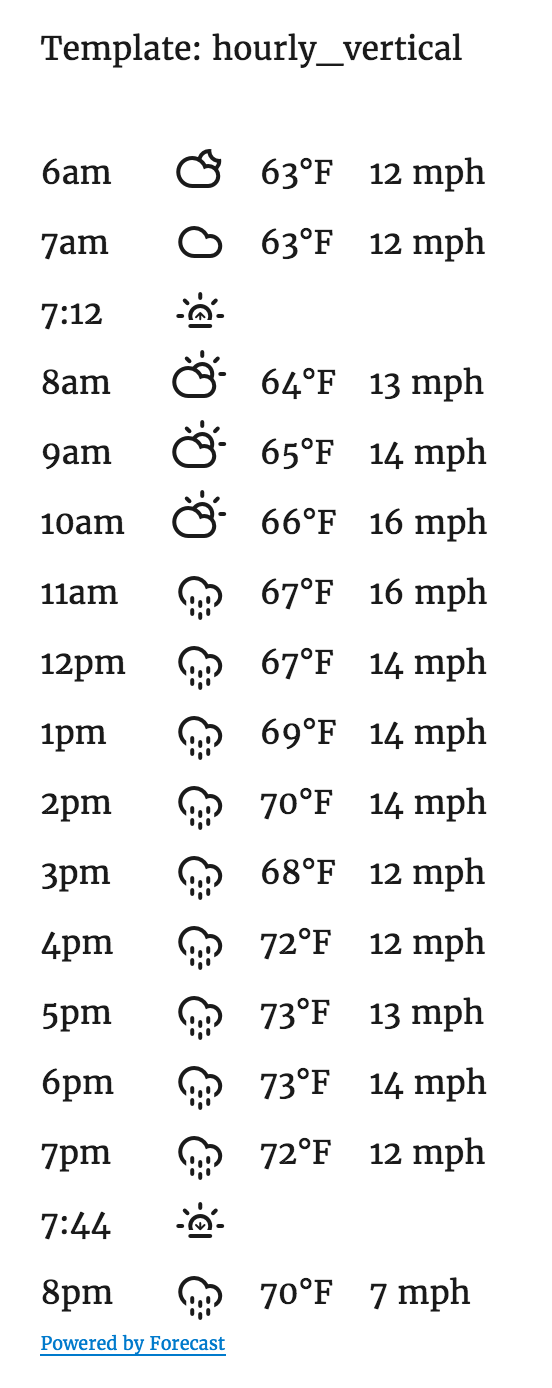 Template: hourly_vertical
6am 63°F 12 mph
7am 63°F 12 mph
7:12
8am 64°F 13 mph
9am 65°F 14 mph
10am 66°F 16 mph
11am 67°F 16 mph
12pm 67°F 14 mph
1pm 69°F 14 mph
2pm 70°F 14 mph
3pm 68°F 12 mph
4pm 72°F 12 mph
5pm 73°F 13 mph
6pm 73°F 14 mph
7pm 72°F 12 mph
7:44
8pm 70°F 7 mph
Powered by Forecast